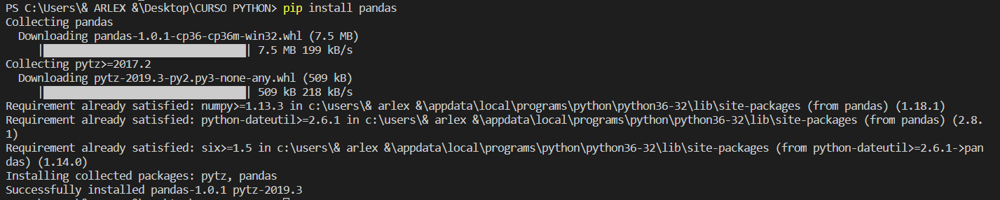 PS C:\Users\& ARLEX &\Desktop\CURSO PYTHON> pip install pandas
Collecting pandas
  Downloading pandas-1.0.1-cp36-cp36m-win32.whl (7.5 MB)
     |████████████████████████████████| 7.5 MB 199 kB/s
Collecting pytz>=2017.2
  Downloading pytz-2019.3-py2.py3-none-any.whl (509 kB)
     |████████████████████████████████| 509 kB 218 kB/s
Requirement already satisfied: numpy>=1.13.3 in c:\users\& arlex &\appdata\local\programs\python\python36-32\lib\site-packages (from pandas) (1.18.1)
Requirement already satisfied: python-dateutil>=2.6.1 in c:\users\& arlex &\appdata\local\programs\python\python36-32\lib\site-packages (from pandas) (2.8.
1)
Requirement already satisfied: six>=1.5 in c:\users\& arlex &\appdata\local\programs\python\python36-32\lib\site-packages (from python-dateutil>=2.6.1->pan
das) (1.14.0)
Installing collected packages: pytz, pandas
Successfully installed pandas-1.0.1 pytz-2019.3